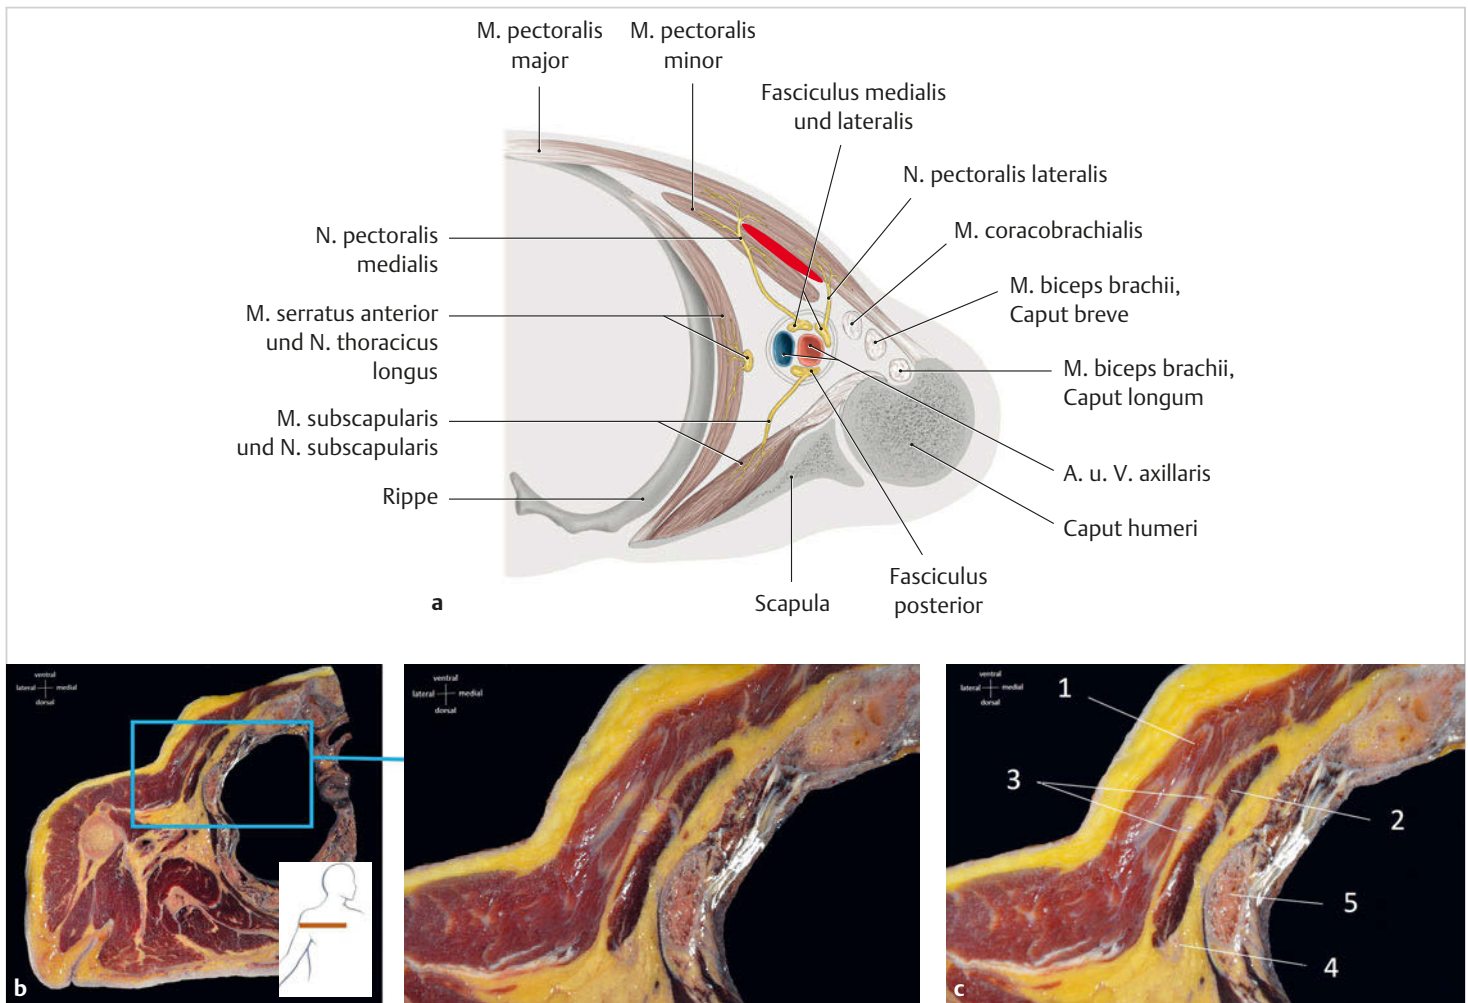 M. pectoralis
major
M. pectoralis
minor
Fasciculus medialis
und lateralis
N. pectoralis lateralis
M. coracobrachialis
M. biceps brachii,
Caput breve
M. biceps brachii,
Caput longum
A. u. V. axillaris
Caput humeri
Fasciculus
posterior
Scapula
N. pectoralis
medialis
M. serratus anterior
und N. thoracicus
longus
M. subscapularis
und N. subscapularis
Rippe
a
ventral
lateral medial
dorsal
b
ventral
lateral medial
dorsal
ventral
lateral medial
dorsal
1
3
2
5
4
c